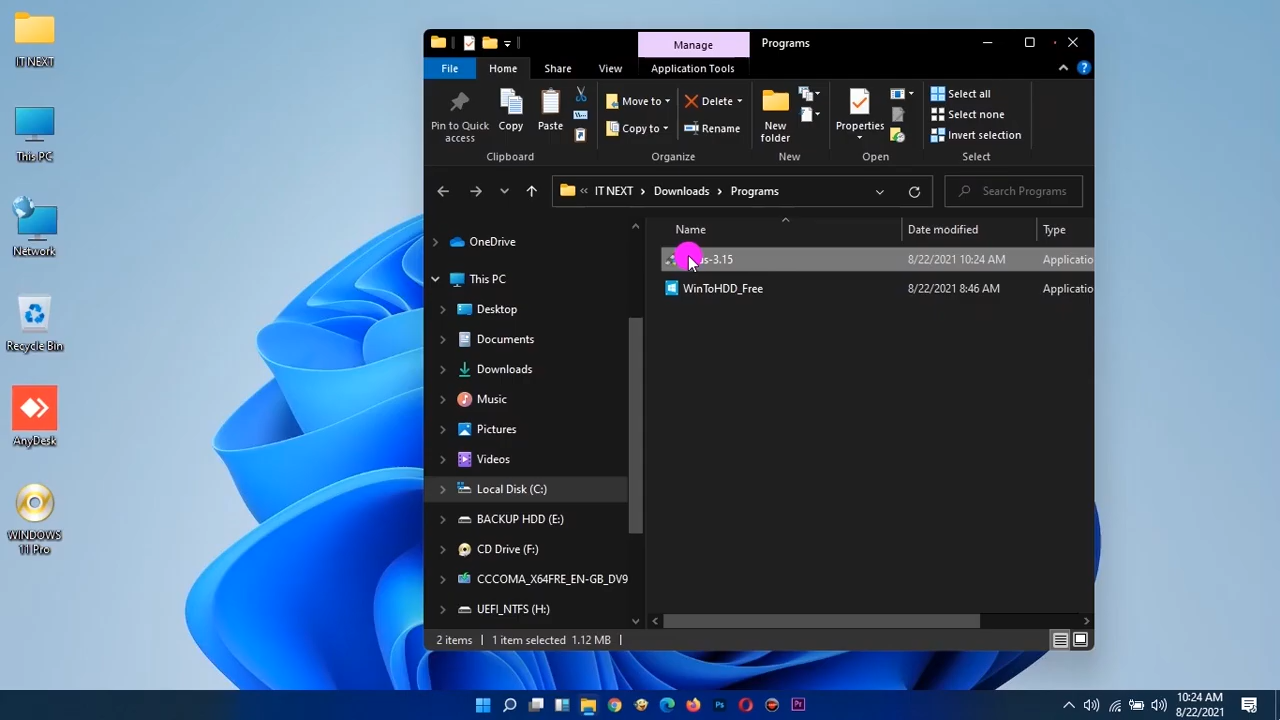 IT NEXT
This PC
Network
Recycle Bin
AnyDesk
WINDOWS
11 Pro
Manage
Programs
File
Home
Share
View
Application Tools
Pin to Quick
access
Copy
Paste
Move to
Copy to
Delete
Rename
New
folder
Properties
Select all
Select none
Invert selection
Clipboard
Organize
New
Open
Select
« IT NEXT > Downloads > Programs
Search Programs
Name
Date modified
Type
s-3.15
8/22/2021 10:24 AM
Applicatio
WinToHDD_Free
8/22/2021 8:46 AM
Applicatio
OneDrive
This PC
Desktop
Documents
Downloads
Music
Pictures
Videos
Local Disk (C:)
BACKUP HDD (E:)
CD Drive (F:)
CCCOMA_X64FRE_EN-GB_DV9
UEFI_NTFS (H:)
2 items
1 item selected 1.12 MB
10:24 AM
8/22/2021